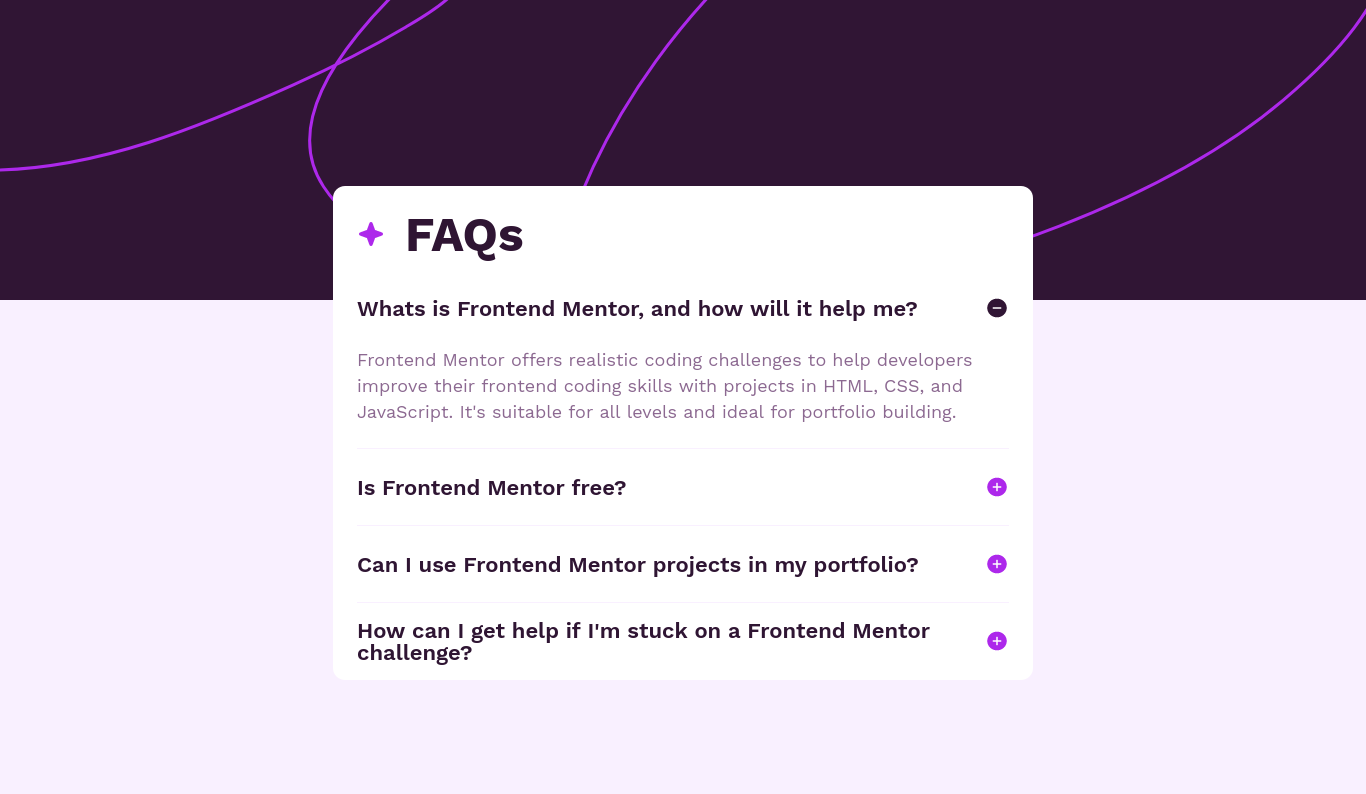 FAQs
Whats is Frontend Mentor, and how will it help me?
Frontend Mentor offers realistic coding challenges to help developers
improve their frontend coding skills with projects in HTML, CSS, and
JavaScript. It's suitable for all levels and ideal for portfolio building.
Is Frontend Mentor free?
Can I use Frontend Mentor projects in my portfolio?
How can I get help if I'm stuck on a Frontend Mentor
challenge?